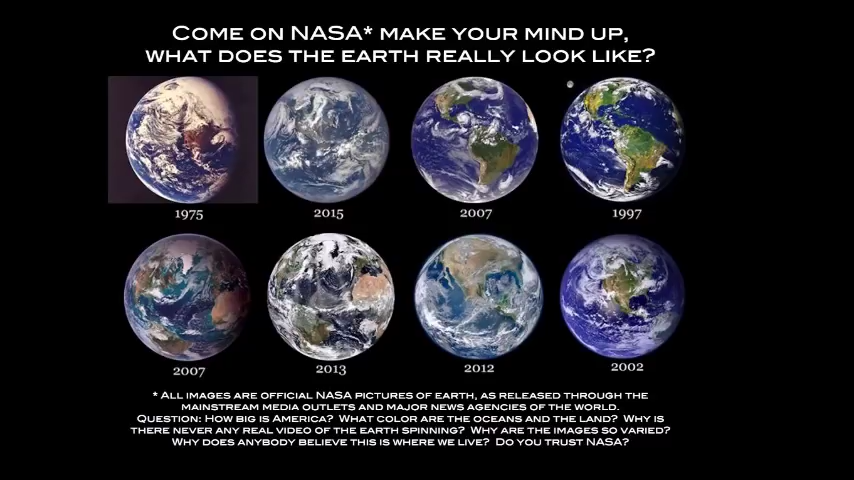 Come on NASA* make your mind up,
what does the earth really look like?
1975
2015
2007
1997
2007
2013
2012
2002
* All images are official NASA pictures of earth, as released through the
mainstream media outlets and major news agencies of the world.
Question: How big is America? What color are the oceans and the land? Why is
there never any real video of the earth spinning? Why are the images so varied?
Why does anybody believe this is where we live? Do you trust NASA?